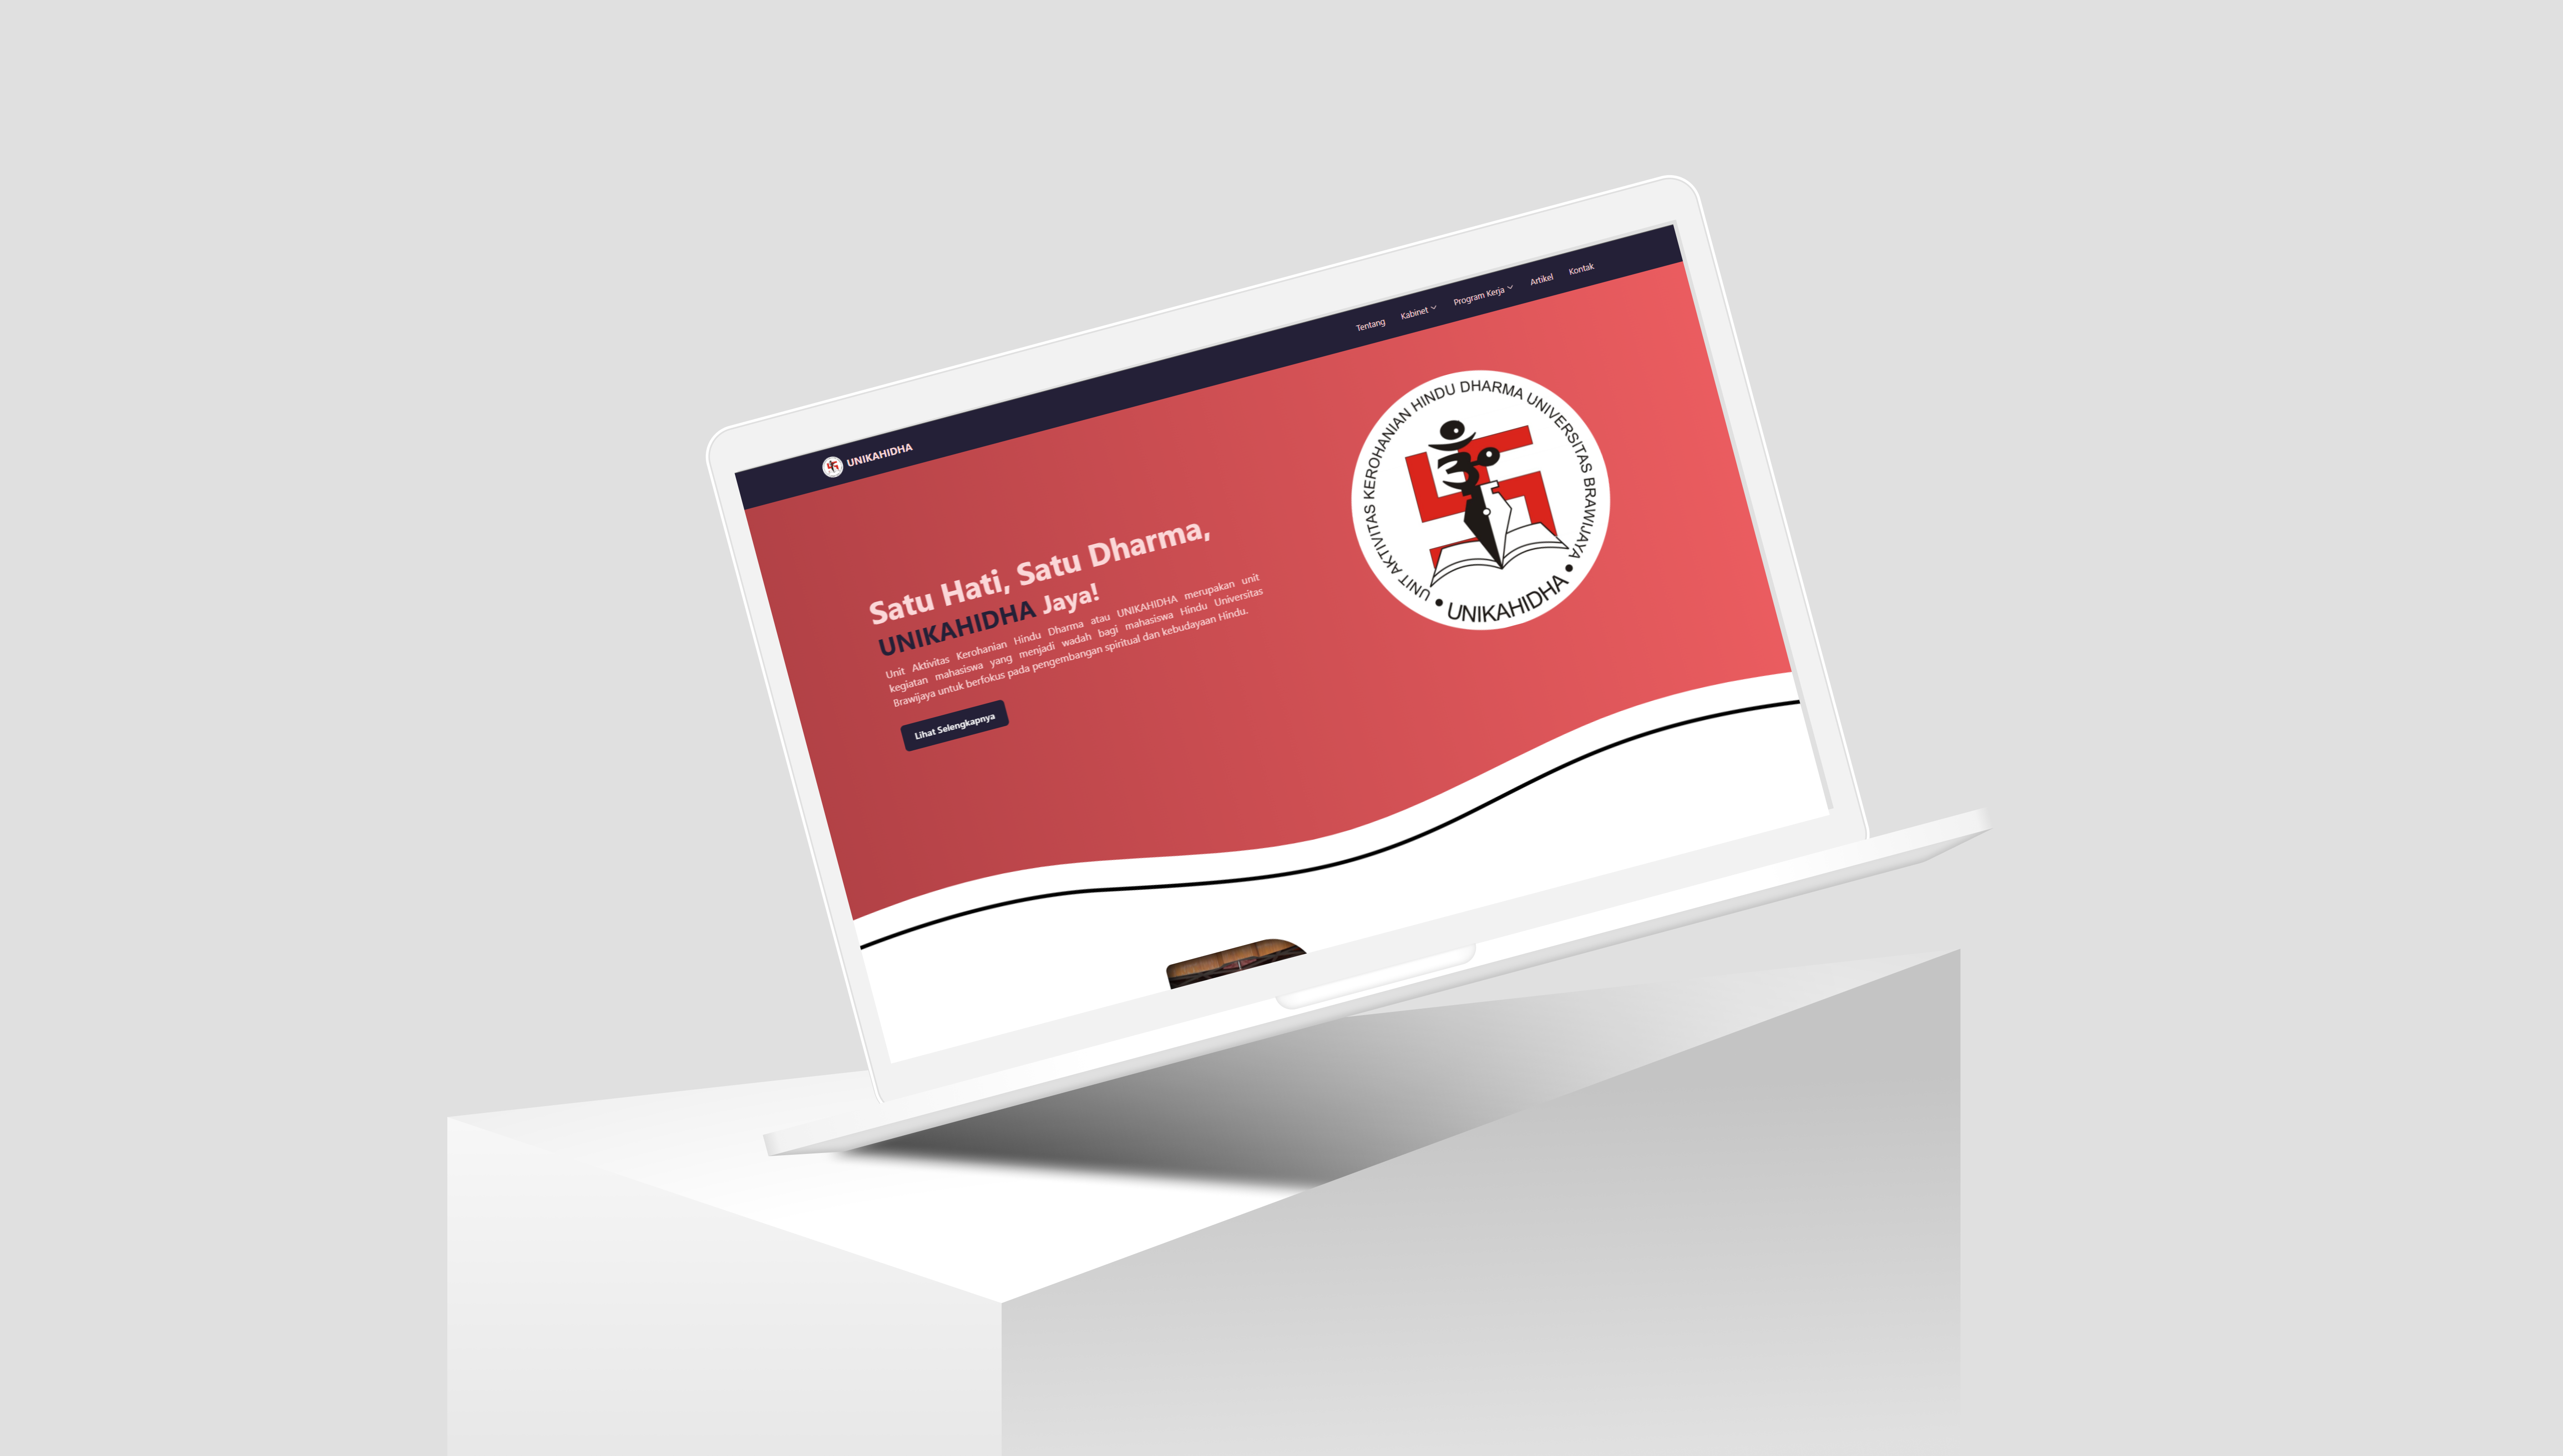 UNIKAHIDHA
Tentang
Kabinet
Program Kerja
Artikel
Kontak
Satu Hati, Satu Dharma,
UNIKAHIDHA Jaya!
Unit Aktivitas Kerohanian Hindu Dharma atau UNIKAHIDHA merupakan unit
kegiatan mahasiswa yang menjadi wadah bagi mahasiswa Hindu Universitas
Brawijaya untuk berfokus pada pengembangan spiritual dan kebudayaan Hindu.
Lihat Selengkapnya
UNIT AKTIVITAS KEROHANIAN HINDU DHARMA UNIVERSITAS BRAWIJAYA
• UNIKAHIDHA •